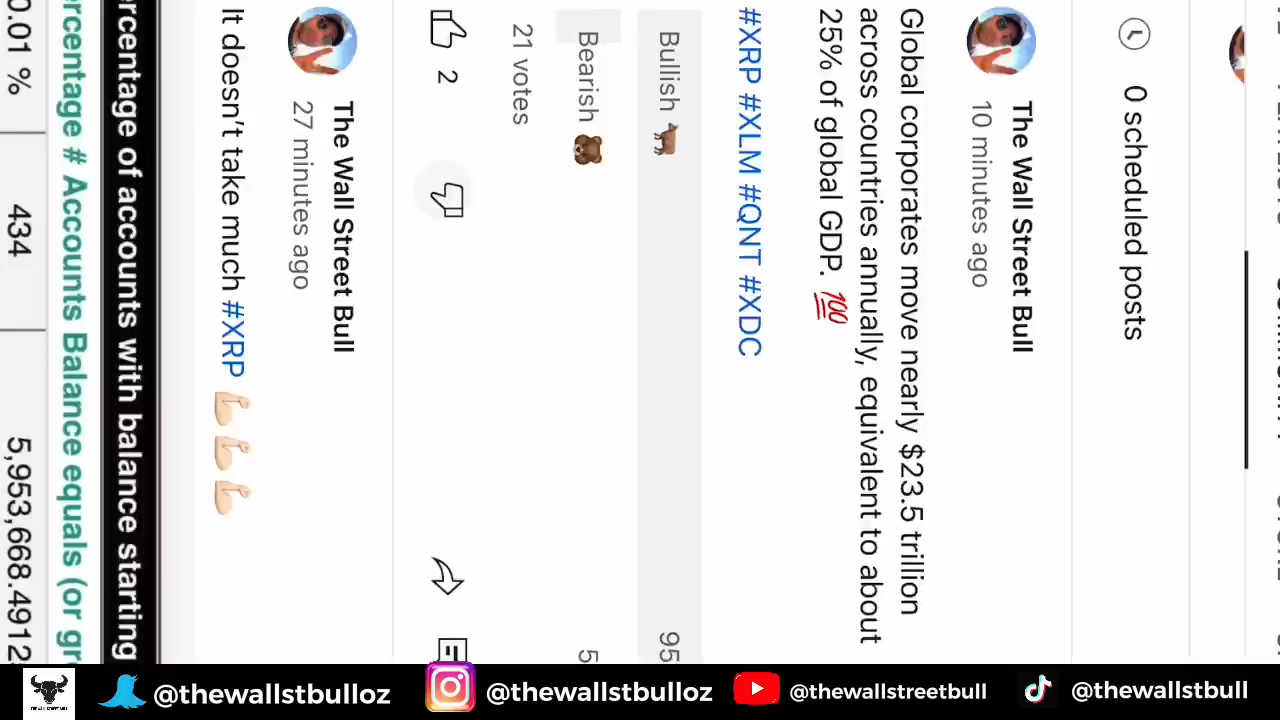 0 scheduled posts
The Wall Street Bull
10 minutes ago
Global corporates move nearly $23.5 trillion
across countries annually, equivalent to about
25% of global GDP. 💯
#XRP #XLM #QNT #XDC
Bullish 🐂 95
Bearish 🐻 5
21 votes
2
The Wall Street Bull
27 minutes ago
It doesn't take much #XRP 💪🏻💪🏻💪🏻
rcentage of accounts with balance starting
ercentage # Accounts Balance equals (or gr
0.01 % 434 5,953,668.4912
@thewallstbulloz @thewallstbulloz @thewallstreetbull @thewallstbull